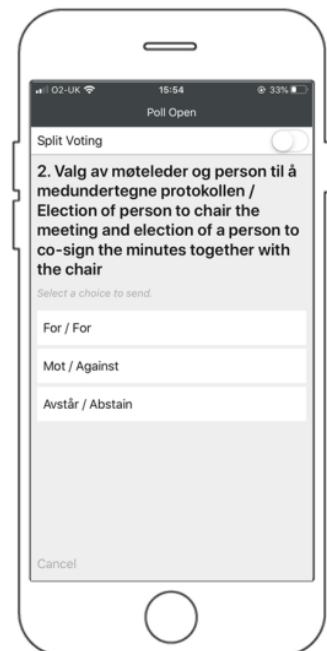 O2-UK 15:54 33%
Poll Open
Split Voting
2. Valg av møteleder og person til å
medundertegne protokollen /
Election of person to chair the
meeting and election of a person to
co-sign the minutes together with
the chair
Select a choice to send.
For / For
Mot / Against
Avstår / Abstain
Cancel